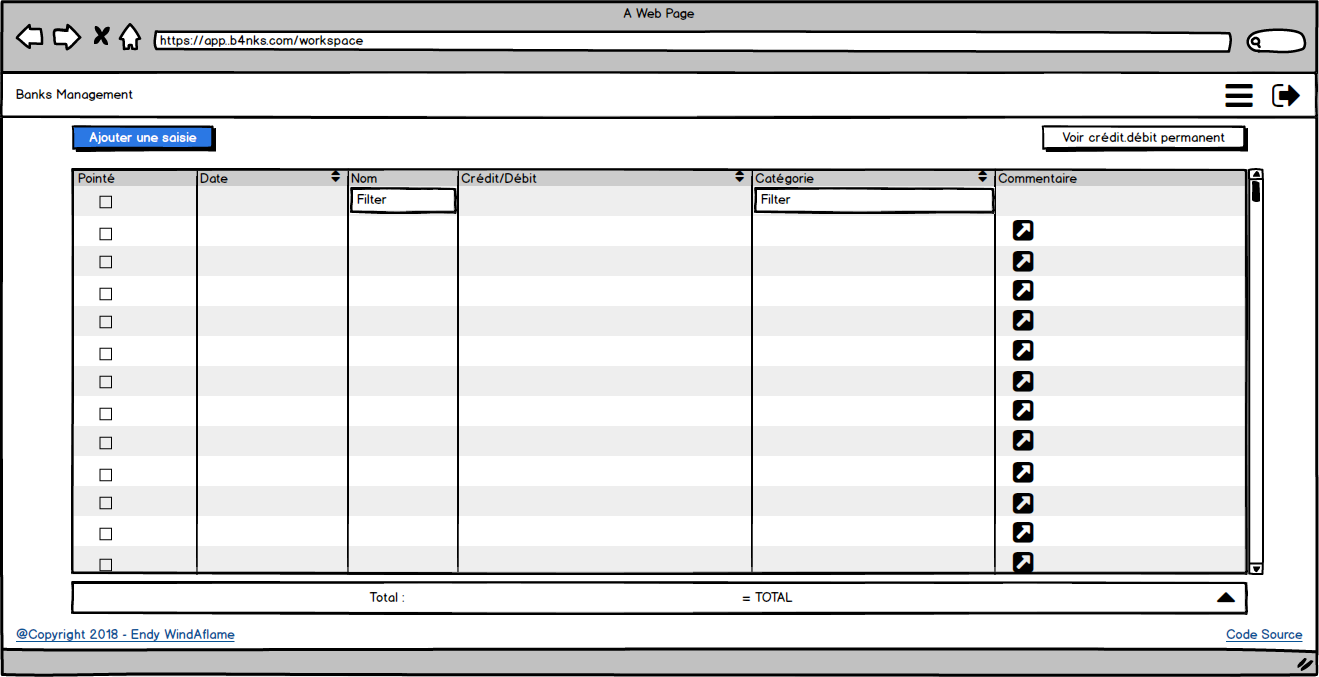 A Web Page
https://app.b4nks.com/workspace
Banks Management
Ajouter une saisie
Voir crédit.débit permanent
Pointé Date Nom Crédit/Débit Catégorie Commentaire
Filter Filter
Total : = TOTAL
@Copyright 2018 - Endy WindAflame Code Source